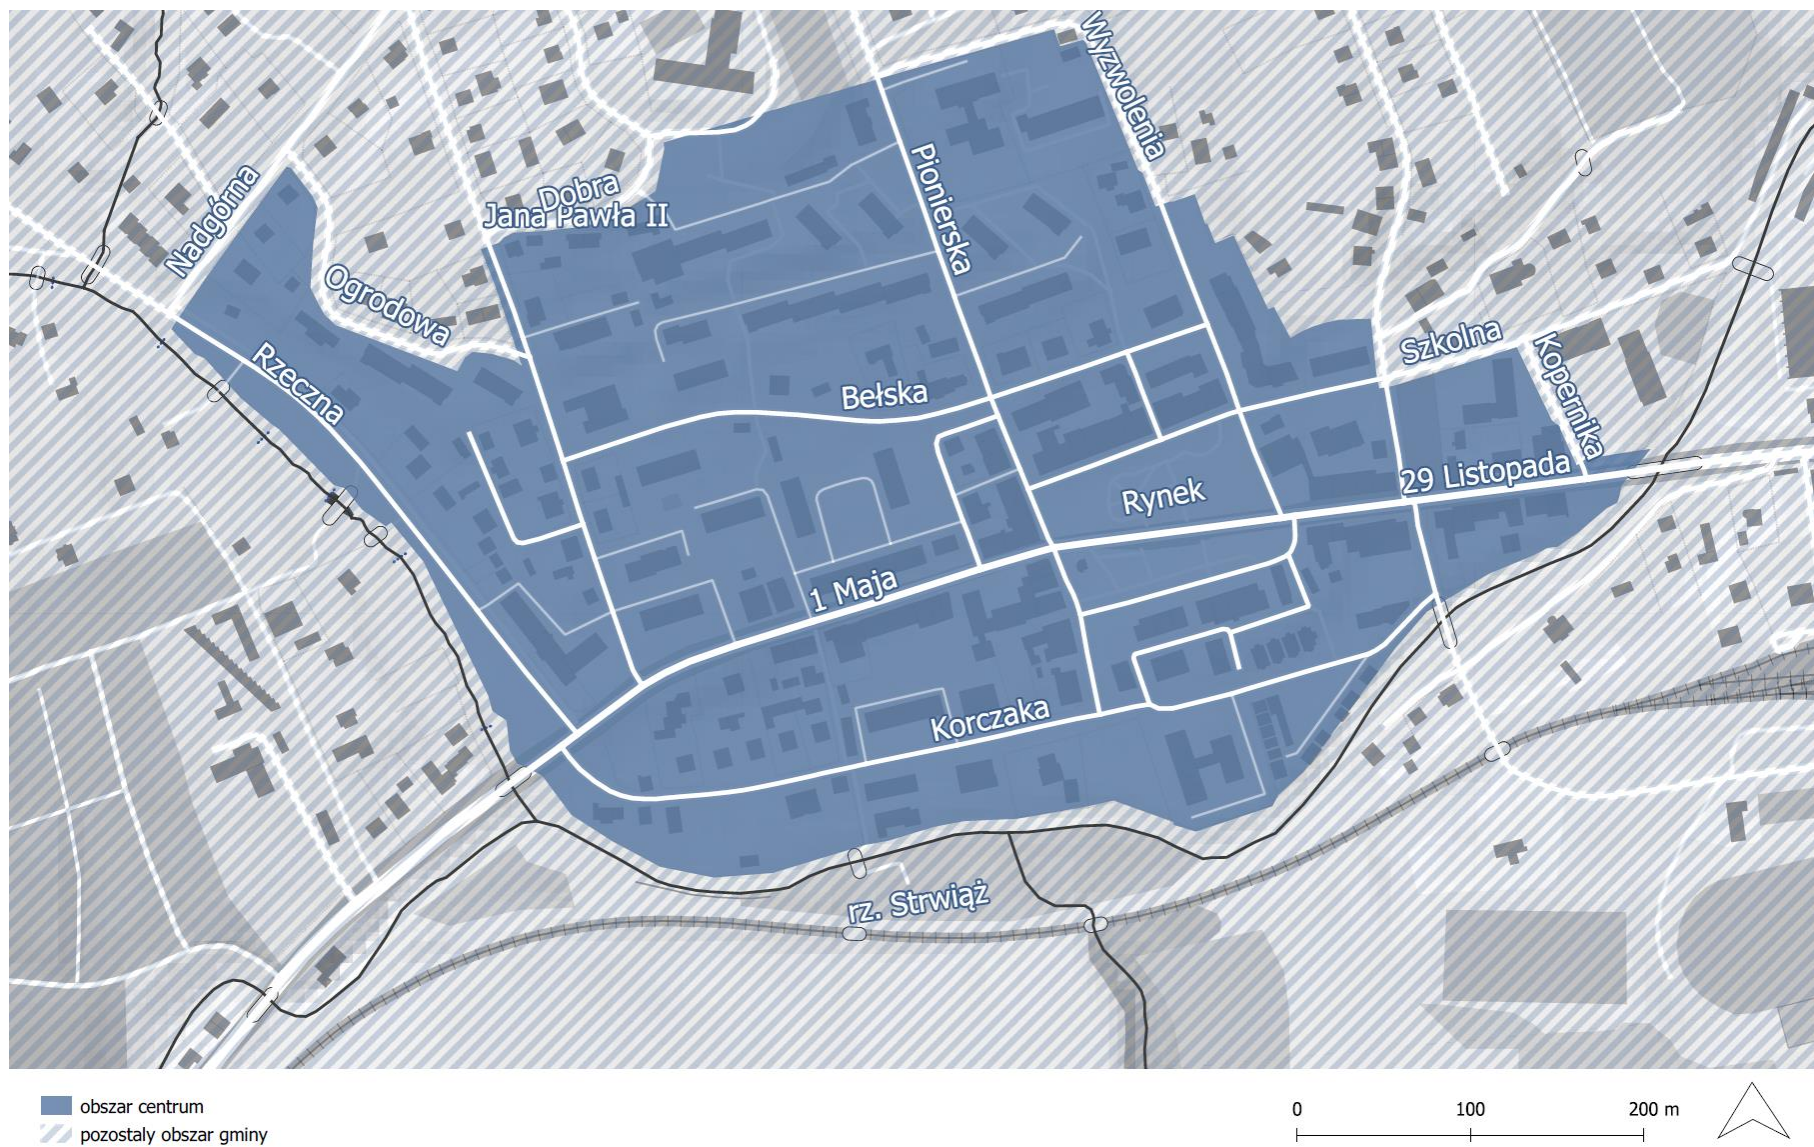 Wyzwolenia
Pionierska
Nadgórna
Dobra
Jana Pawła II
Ogrodowa
Rzeczna
Szkolna
Kopernika
Bełska
29 Listopada
Rynek
1 Maja
Korczaka
rz. Strwiąż
obszar centrum
pozostaly obszar gminy
0 100 200 m